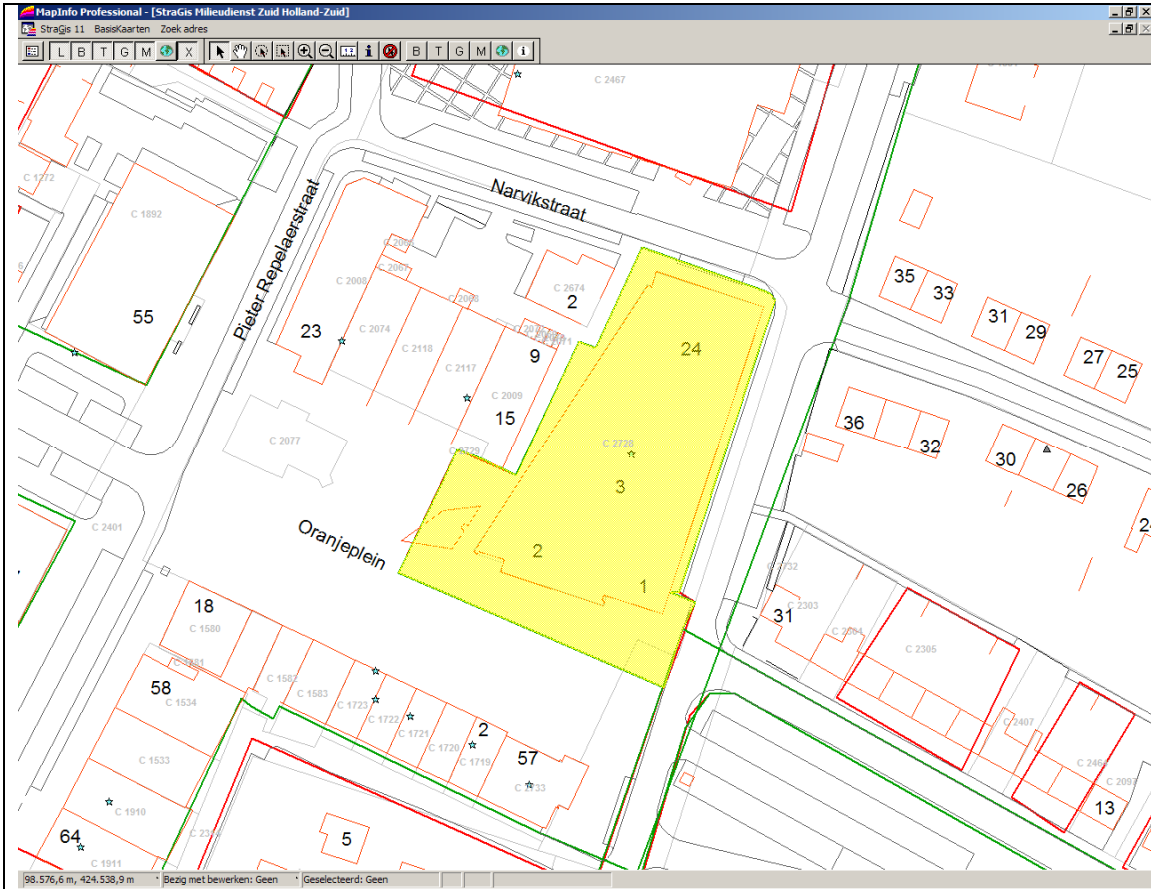 MapInfo Professional - [StraGis Milieudienst Zuid Holland-Zuid]
StraGis 11 BasisKaarten Zoek adres
L B T G M X B T G M
C 2467
C 1272
C 1892
Narvikstraat
Pieter Repelaerstraat
C 2067
C 2008
C 2068
C 2674
2
35
33
31
29
27
25
55
23
C 2074
C 2118
C 2117
9
C 2009
15
24
36
32
30
26
C 2077
C 2728
3
C 2401
Oranjeplein
2
1
C 2732
C 2303
31
C 2305
18
C 1580
58
C 1534
C 1582
C 1583
C 1723
C 1722
C 1721
C 1720
2
C 1719
57
C 2407
C 1533
C 1910
64
C 1911
5
C 2097
13
98.576,6 m, 424.538,9 m Bezig met bewerken: Geen Geselecteerd: Geen